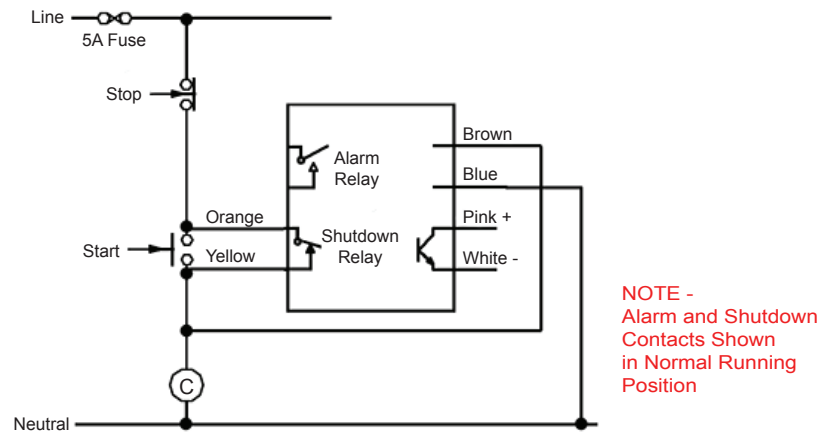 Line
5A Fuse
Stop
Brown
Alarm
Relay
Blue
Orange
Pink +
Start
Shutdown
Relay
Yellow
White -
NOTE -
Alarm and Shutdown
Contacts Shown
in Normal Running
Position
C
Neutral